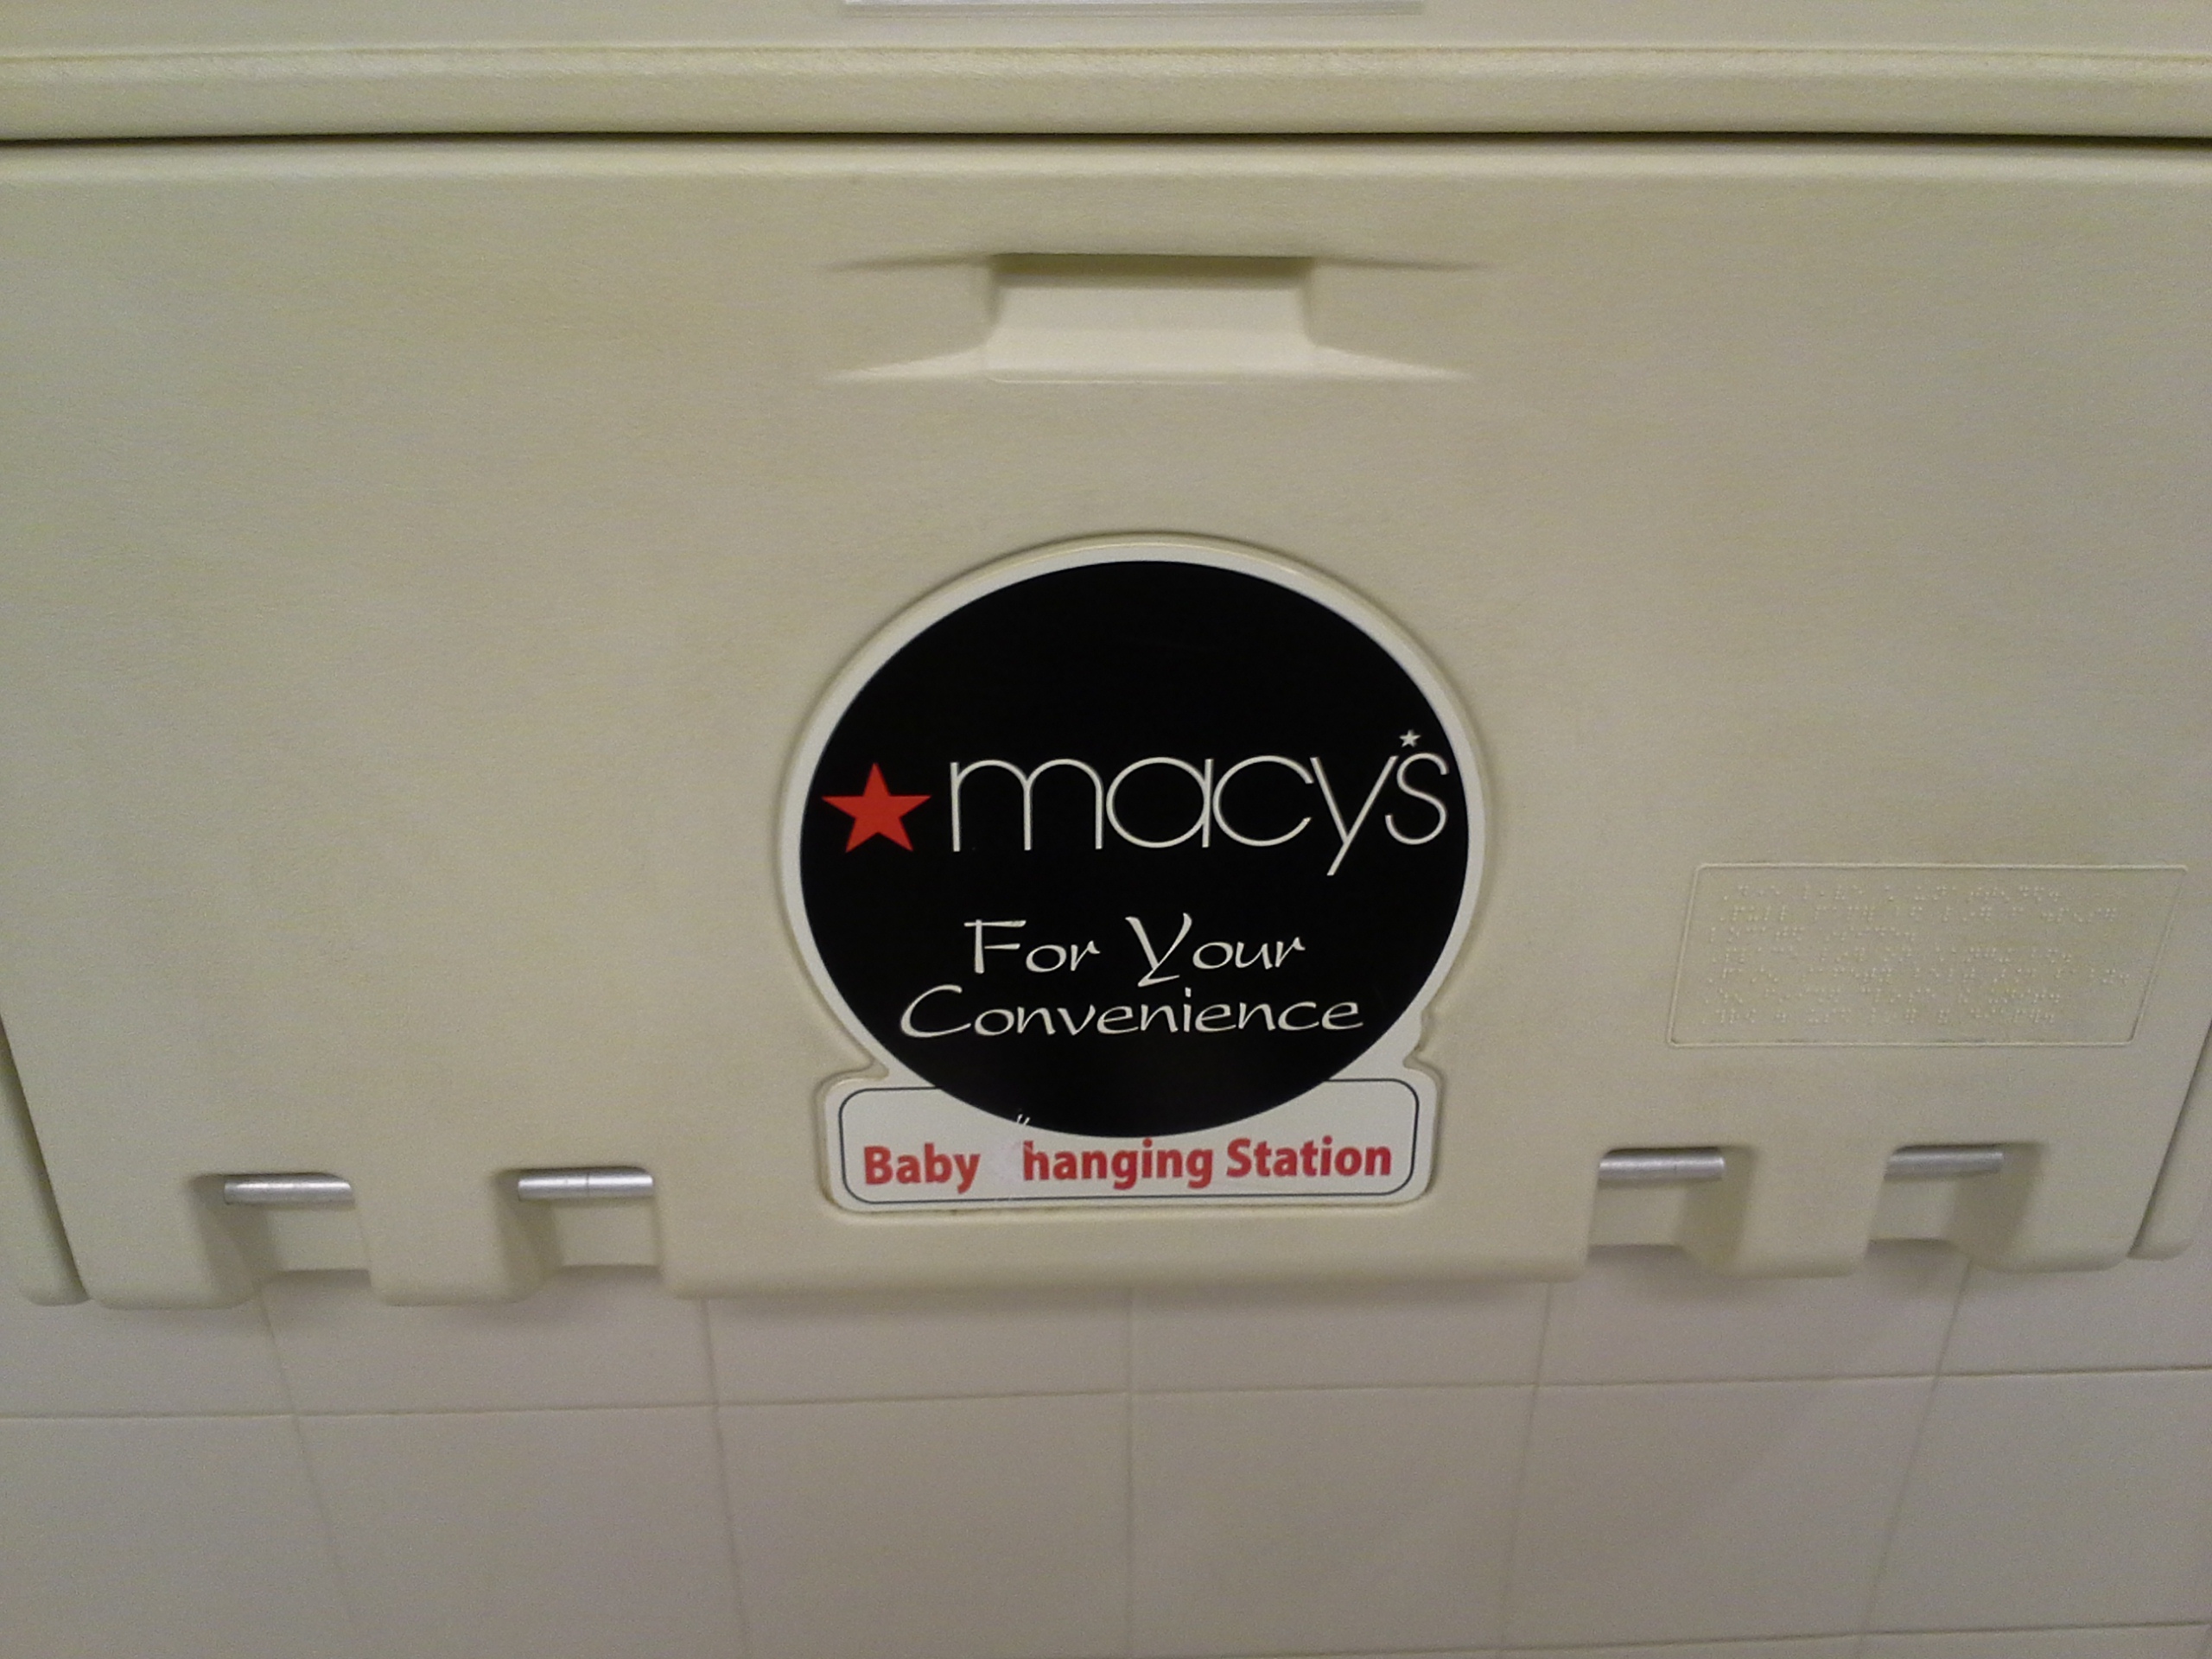 macy's
For Your
Convenience
Baby hanging Station